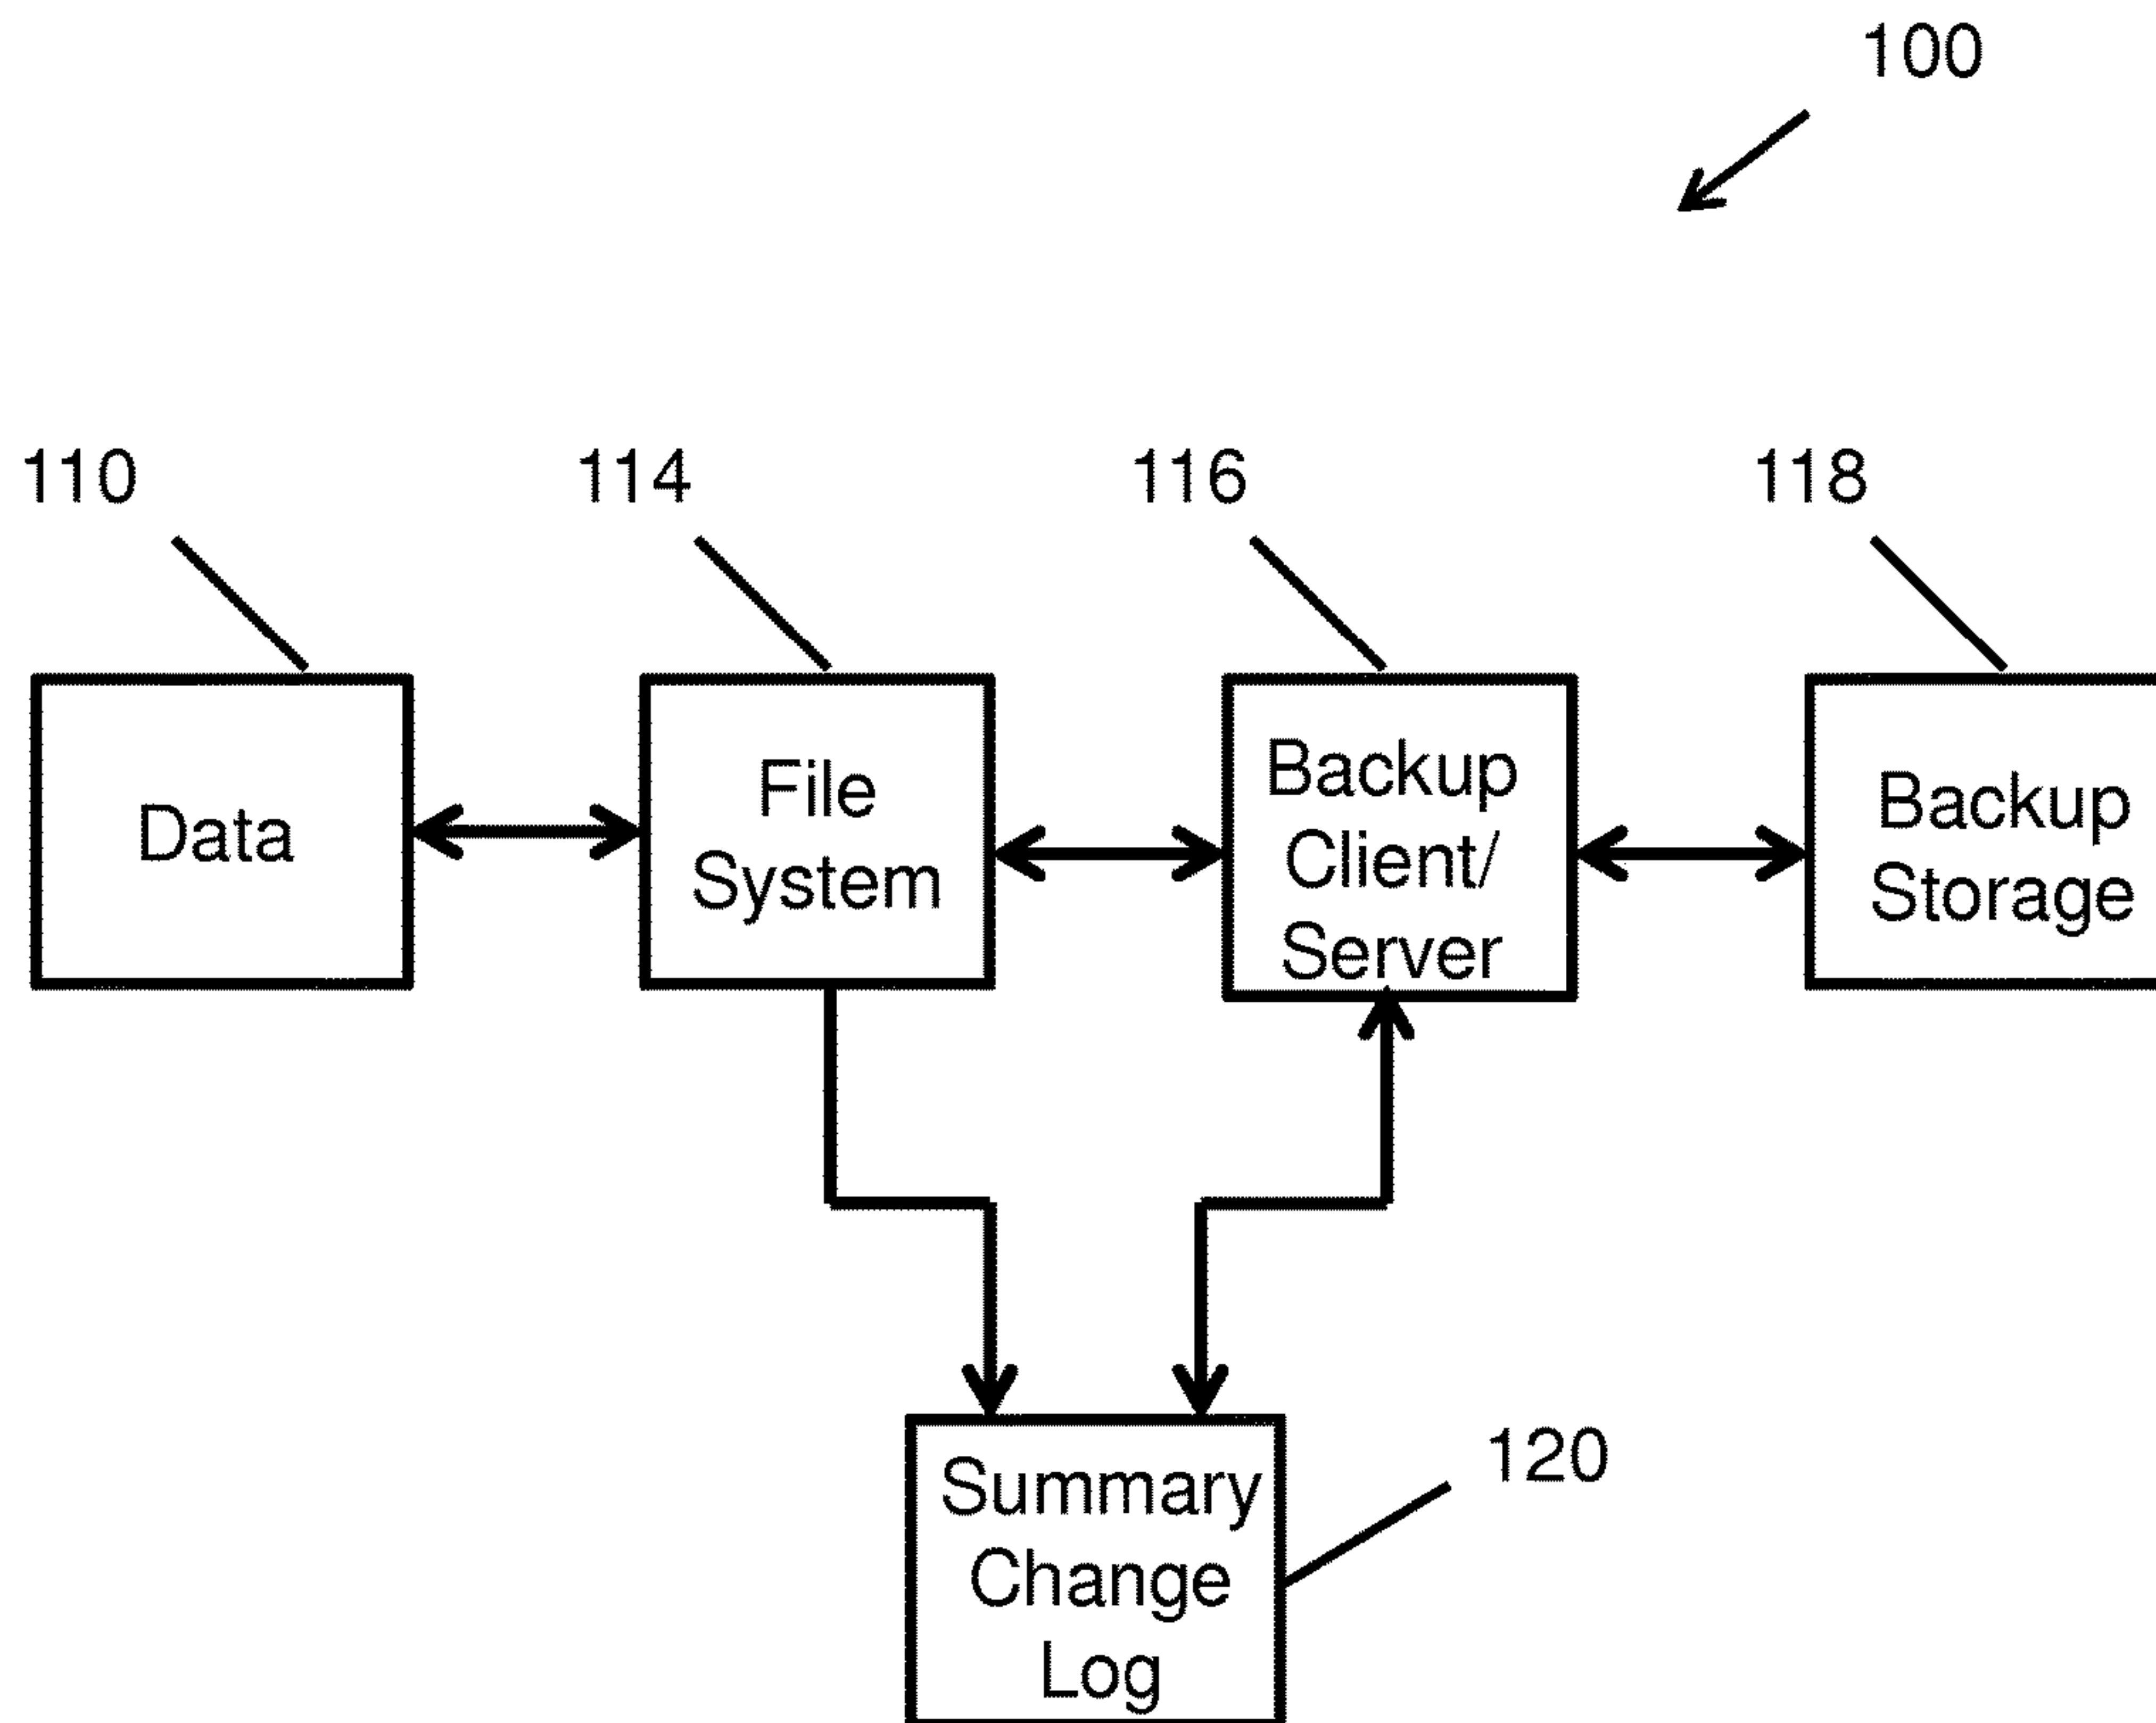 100
110
114
116
118
Data
File
System
Backup
Client/
Server
Backup
Storage
Summary
Change
Log
120